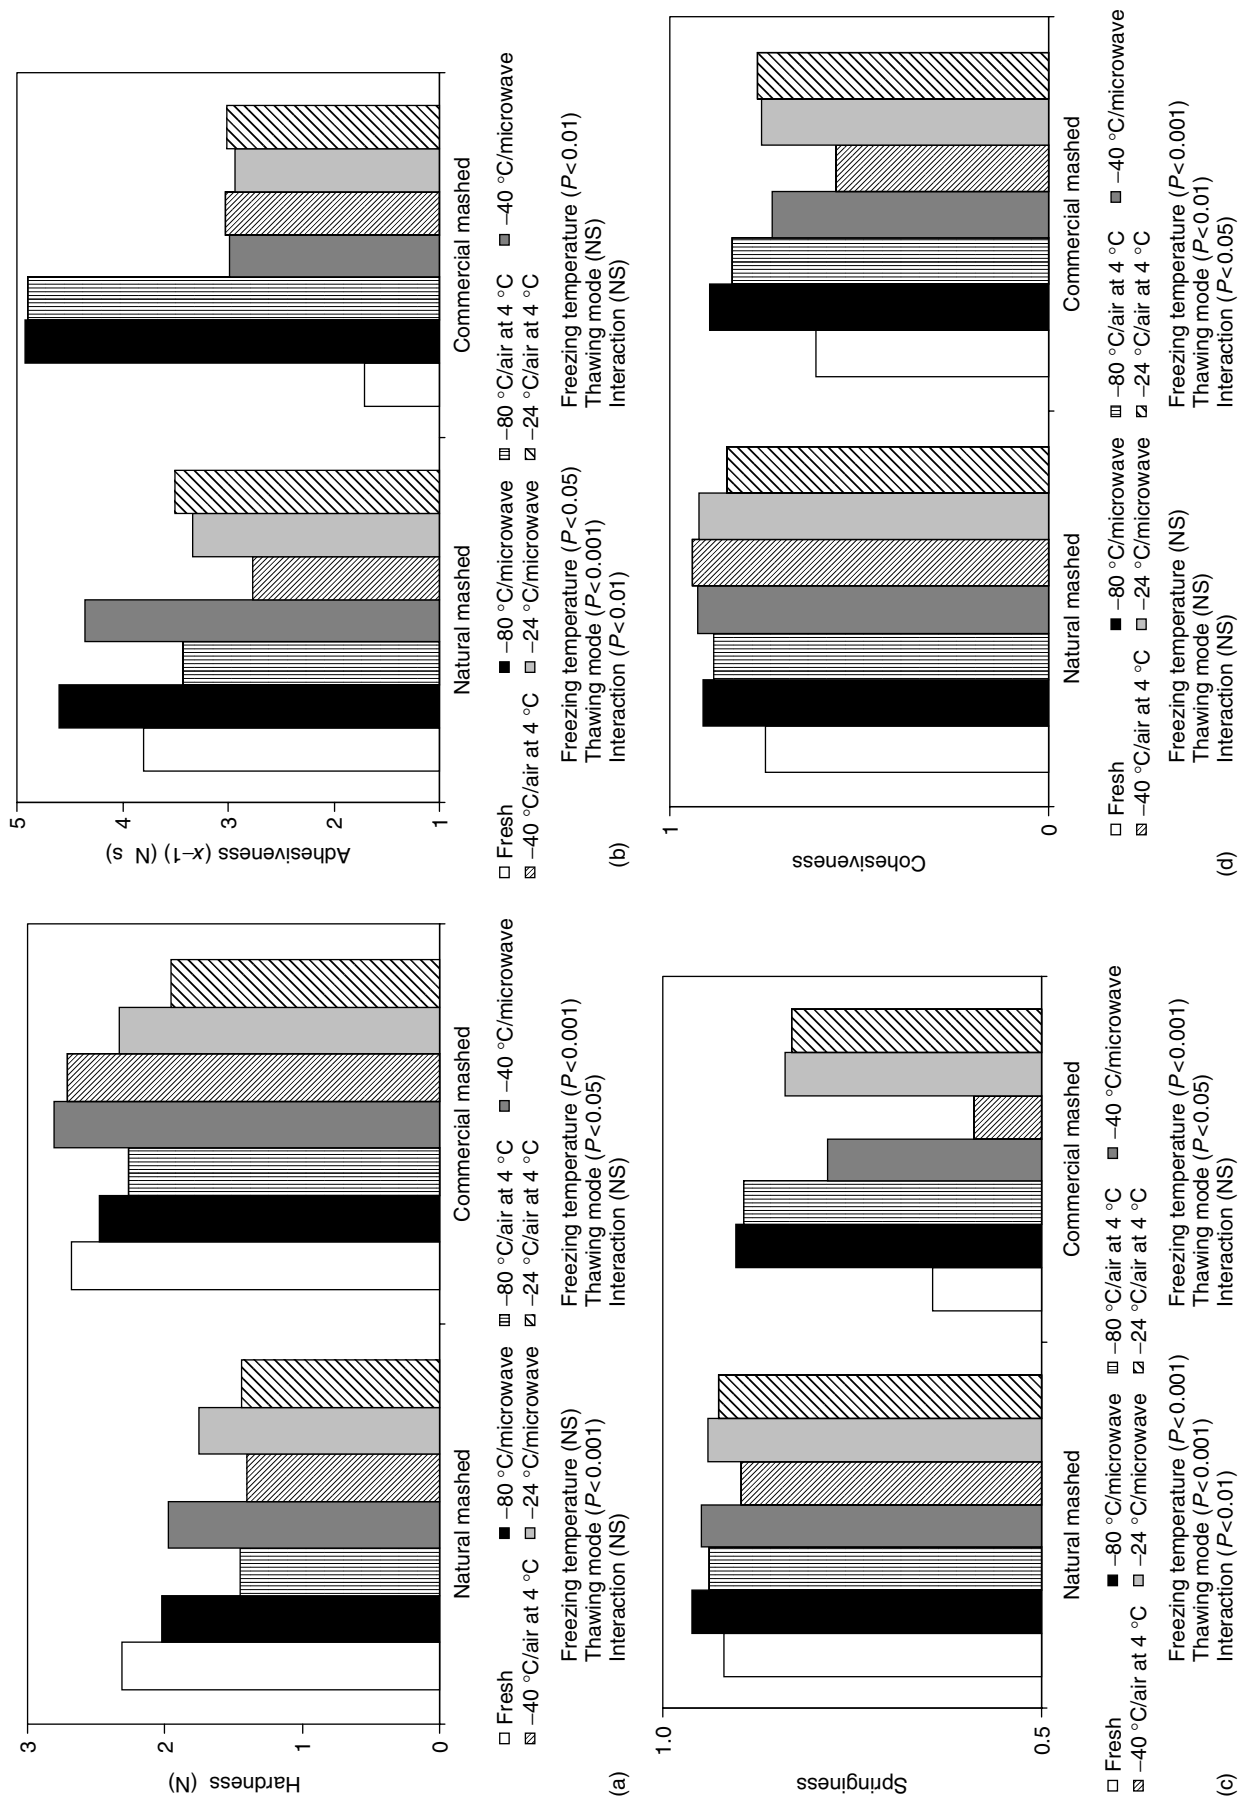 3
2
1
0
Hardness (N)
Natural mashed
Commercial mashed
Fresh
−80 °C/microwave
−80 °C/air at 4 °C
−40 °C/microwave
−40 °C/air at 4 °C
−24 °C/microwave
−24 °C/air at 4 °C
Freezing temperature (NS)
Thawing mode (P<0.001)
Interaction (NS)
Freezing temperature (P<0.001)
Thawing mode (P<0.05)
Interaction (NS)
(a)
5
4
3
2
1
Adhesiveness (x−1) (N s)
Natural mashed
Commercial mashed
Fresh
−80 °C/microwave
−80 °C/air at 4 °C
−40 °C/microwave
−40 °C/air at 4 °C
−24 °C/microwave
−24 °C/air at 4 °C
Freezing temperature (P<0.05)
Thawing mode (P<0.001)
Interaction (P<0.01)
Freezing temperature (P<0.01)
Thawing mode (NS)
Interaction (NS)
(b)
1.0
0.5
Springiness
Natural mashed
Commercial mashed
Fresh
−80 °C/microwave
−80 °C/air at 4 °C
−40 °C/microwave
−40 °C/air at 4 °C
−24 °C/microwave
−24 °C/air at 4 °C
Freezing temperature (P<0.001)
Thawing mode (P<0.001)
Interaction (P<0.01)
Freezing temperature (P<0.001)
Thawing mode (P<0.05)
Interaction (NS)
(c)
1
0
Cohesiveness
Natural mashed
Commercial mashed
Fresh
−80 °C/microwave
−80 °C/air at 4 °C
−40 °C/microwave
−40 °C/air at 4 °C
−24 °C/microwave
−24 °C/air at 4 °C
Freezing temperature (NS)
Thawing mode (NS)
Interaction (NS)
Freezing temperature (P<0.001)
Thawing mode (P<0.01)
Interaction (P<0.05)
(d)